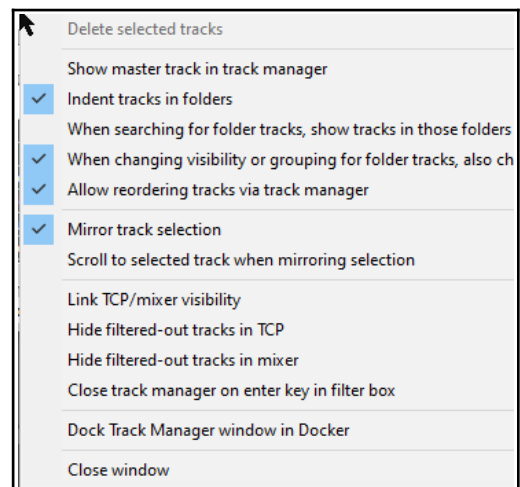 Delete selected tracks
Show master track in track manager
Indent tracks in folders
When searching for folder tracks, show tracks in those folders
When changing visibility or grouping for folder tracks, also ch
Allow reordering tracks via track manager
Mirror track selection
Scroll to selected track when mirroring selection
Link TCP/mixer visibility
Hide filtered-out tracks in TCP
Hide filtered-out tracks in mixer
Close track manager on enter key in filter box
Dock Track Manager window in Docker
Close window